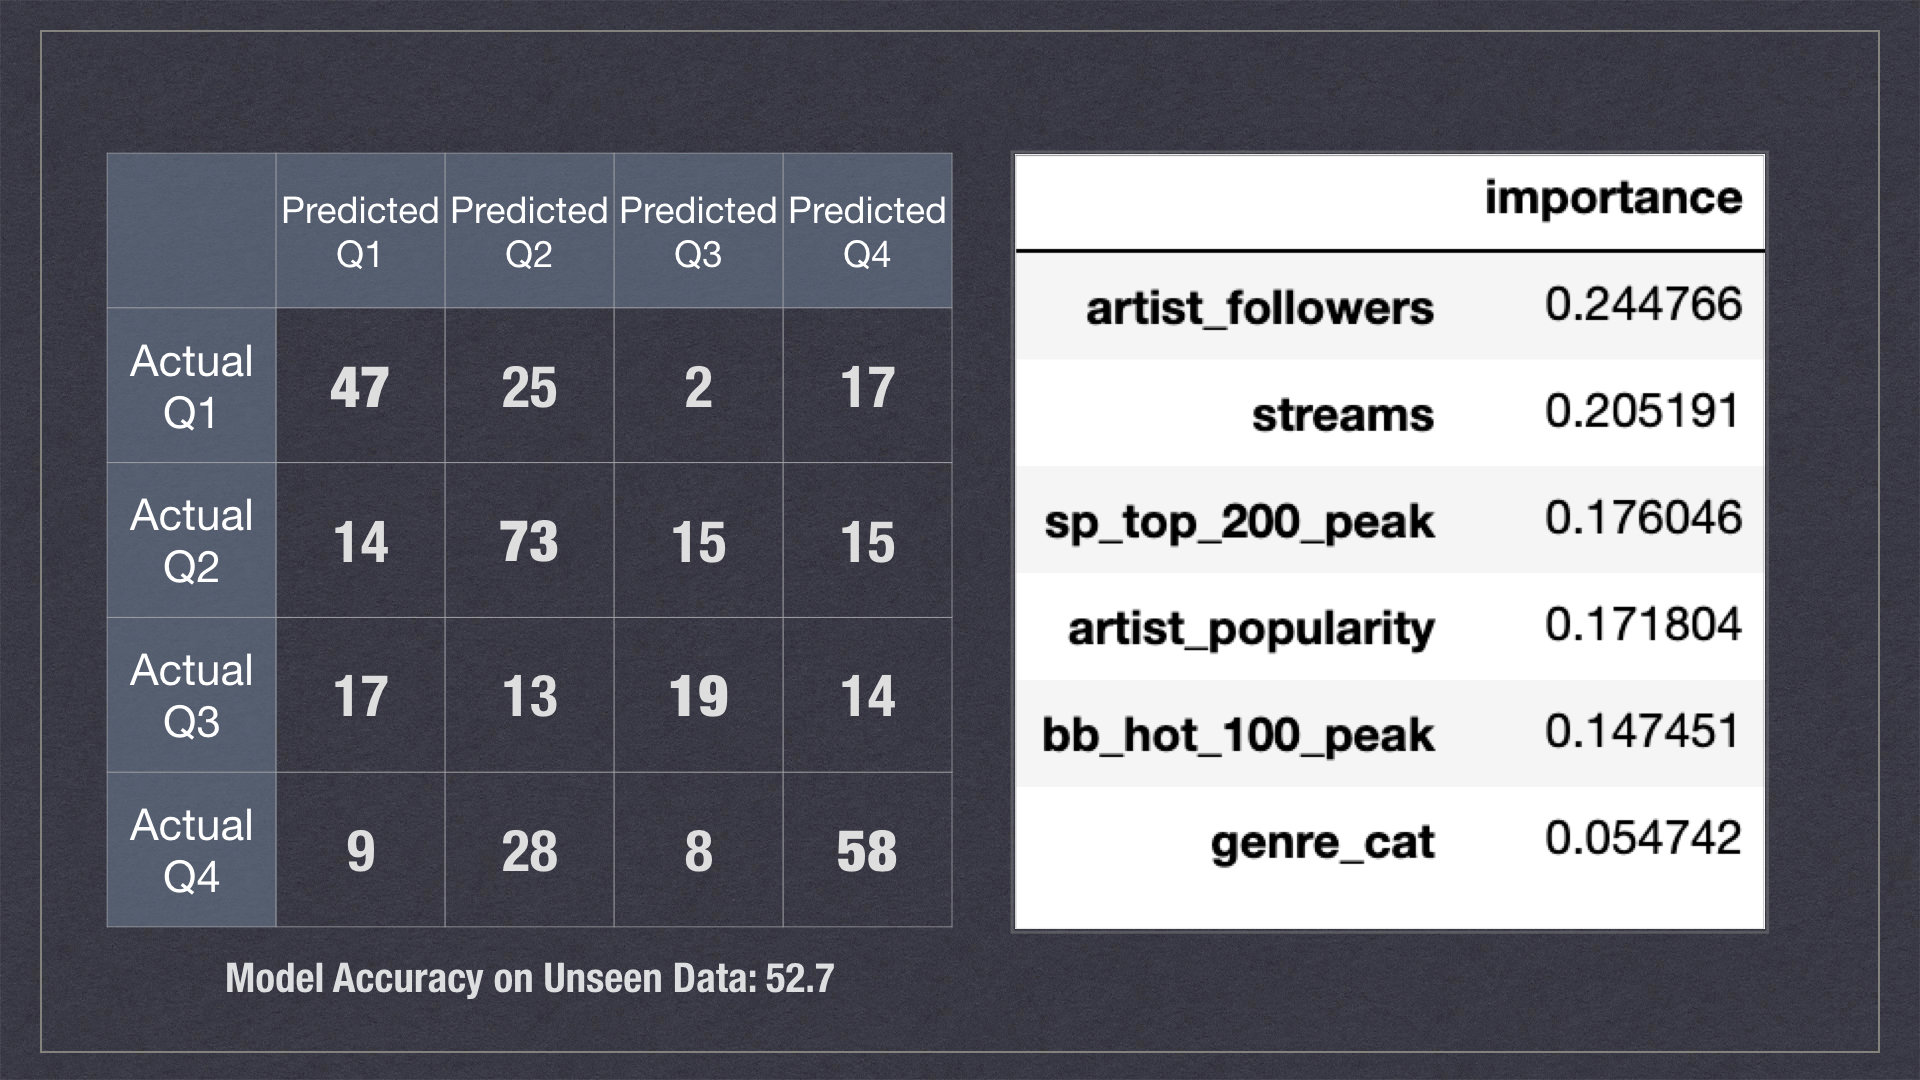 Predicted Q1 Predicted Q2 Predicted Q3 Predicted Q4
Actual Q1 47 25 2 17
Actual Q2 14 73 15 15
Actual Q3 17 13 19 14
Actual Q4 9 28 8 58
Model Accuracy on Unseen Data: 52.7
importance
artist_followers 0.244766
streams 0.205191
sp_top_200_peak 0.176046
artist_popularity 0.171804
bb_hot_100_peak 0.147451
genre_cat 0.054742